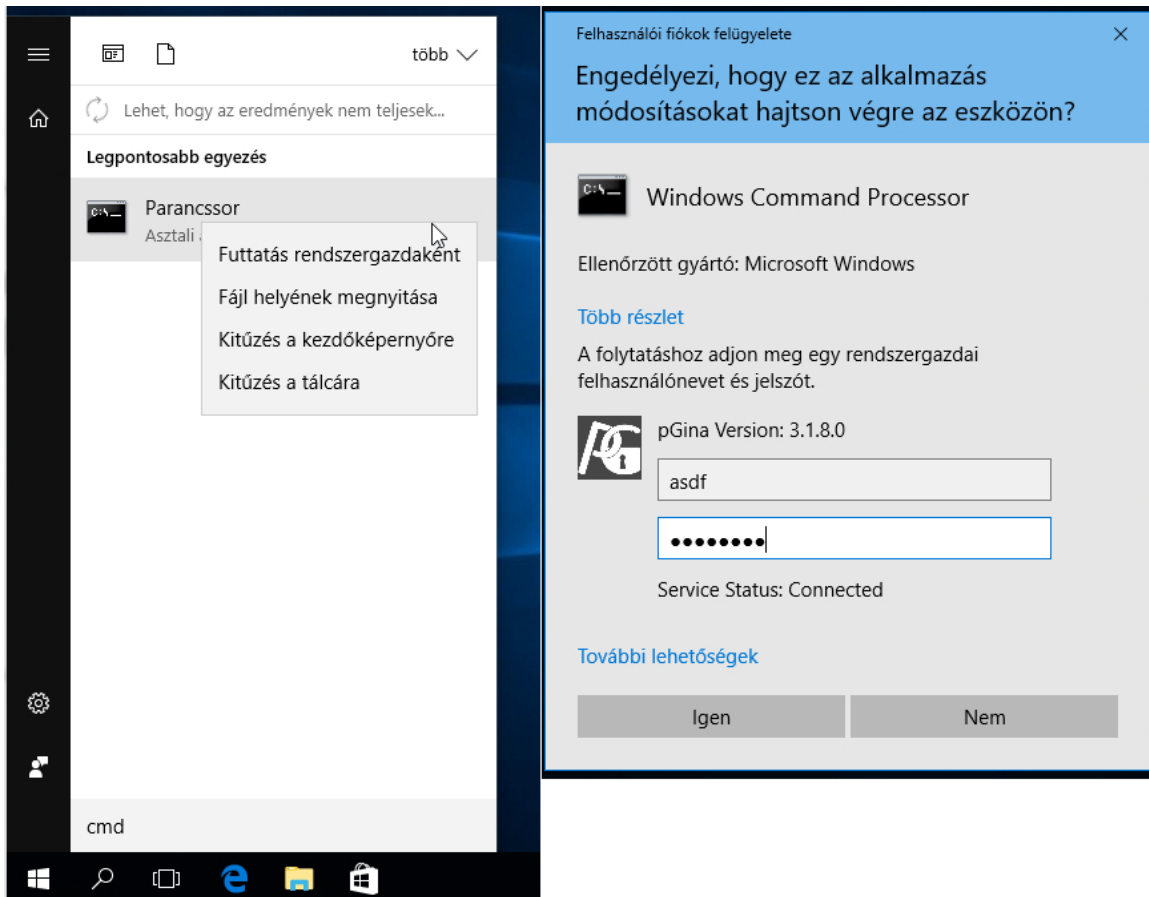 több
Lehet, hogy az eredmények nem teljesek...
Legpontosabb egyezés
C:\
Parancssor
Asztali
Futtatás rendszergazdaként
Fájl helyének megnyitása
Kitűzés a kezdőképernyőre
Kitűzés a tálcára
cmd
Felhasználói fiókok felügyelete
Engedélyezi, hogy ez az alkalmazás
módosításokat hajtson végre az eszközön?
C:\
Windows Command Processor
Ellenőrzött gyártó: Microsoft Windows
Több részlet
A folytatáshoz adjon meg egy rendszergazdai
felhasználónevet és jelszót.
PG
pGina Version: 3.1.8.0
asdf
••••••••
Service Status: Connected
További lehetőségek
Igen
Nem